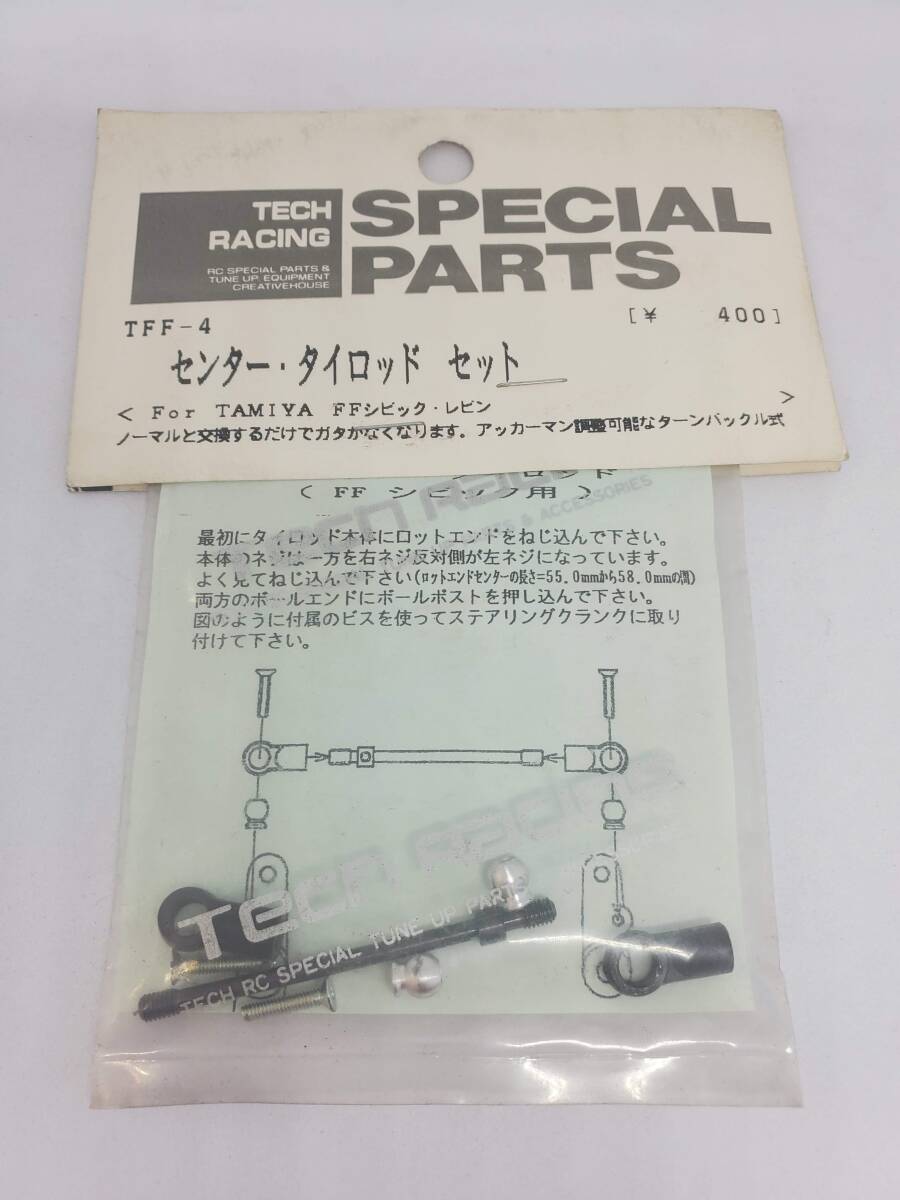 TECH
RACING
RC SPECIAL PARTS &
TUNE UP EQUIPMENT
CREATIVEHOUSE
SPECIAL
PARTS
TFF-4
[¥ 400]
センター・タイロッド セット
< For TAMIYA FFシビック・レビン >
ノーマルと交換するだけでガタがなくなります。アッカーマン調整可能なターンバックル式
(FF シビック用)
最初にタイロッド本体にロットエンドをねじ込んで下さい。
本体のネジは一方を右ネジ反対側が左ネジになっています。
よく見てねじ込んで下さい(ロットエンドセンターの長さ=55.0mmから58.0mmの間)
両方のボールエンドにボールポストを押し込んで下さい。
図のように付属のビスを使ってステアリングクランクに取り
付けて下さい。
Tech Racing
& ACCESSORIES
Tech Racing
TECH RC SPECIAL TUNE UP PARTS